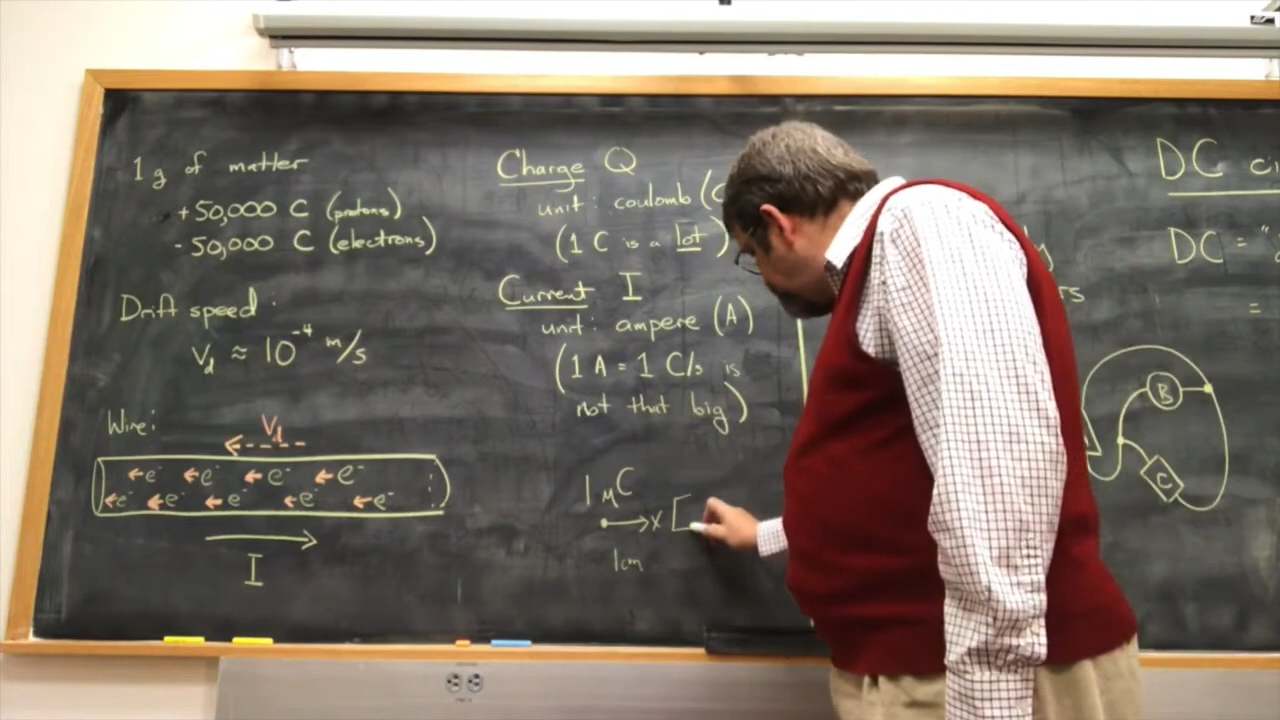 1 g of matter
+50,000 C (protons)
- 50,000 C (electrons)
Drift speed:
Vd ≈ 10⁻⁴ m/s
Wire:
Vd
e⁻ e⁻ e⁻ e⁻
e⁻ e⁻ e⁻ e⁻ e⁻
I
Charge Q
unit: coulomb (C
(1 C is a lot)
Current I
unit: ampere (A)
(1 A = 1 C/s is
not that big)
1 μC
x
1cm
DC
DC = "
=
B
C